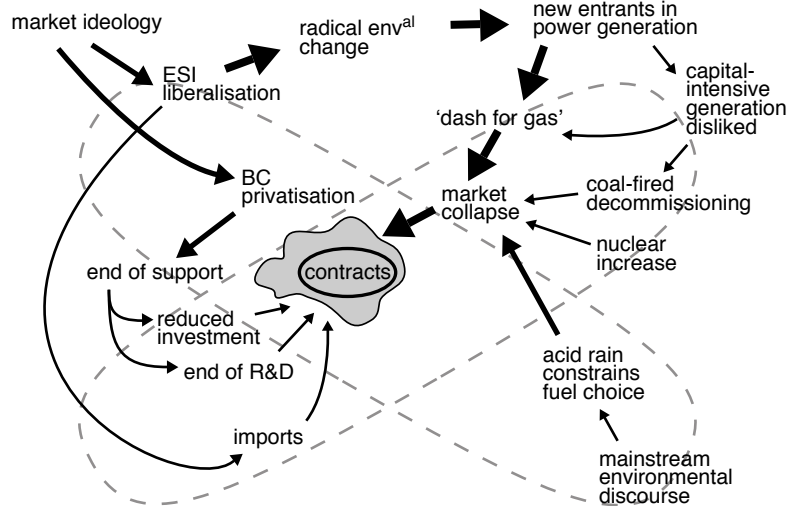 market ideology
ESI
liberalisation
radical env^al
change
new entrants in
power generation
capital-
intensive
generation
disliked
‘dash for gas’
BC
privatisation
market
collapse
coal-fired
decommissioning
nuclear
increase
end of support
contracts
reduced
investment
end of R&D
acid rain
constrains
fuel choice
imports
mainstream
environmental
discourse